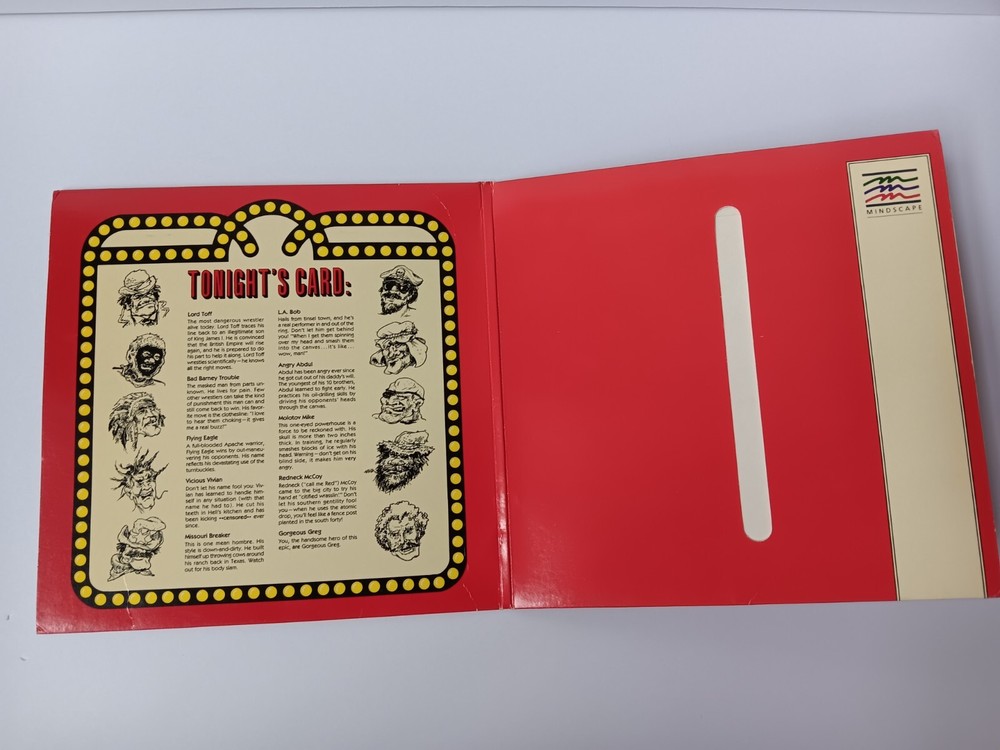 TONIGHT'S CARD:
Lord Toff
The most dangerous wrestler
alive today. Lord Toff traces his
line back to an illegitimate son
of King James I. He is convinced
that the British Empire will rise
again, and he is prepared to do
his part to help it along. Lord Toff
wrestles scientifically—he knows
all the right moves.
Bad Barney Trouble
The masked man from parts un-
known. He lives for pain. Few
other wrestlers can take the kind
of punishment this man can and
still come back to win. His favor-
ite move is the clothesline: "I love
to hear them choking—it gives
me a real buzz!"
Flying Eagle
A full-blooded Apache warrior,
Flying Eagle wins by out-maneu-
vering his opponents. His name
reflects his devastating use of the
turnbuckles.
Vicious Vivian
Don't let his name fool you. Viv-
ian has learned to handle him-
self in any situation (with that
name he had to). He cut his
teeth in Hell's kitchen and has
been kicking —censored— ever
since.
Missouri Breaker
This is one mean hombre. His
style is down-and-dirty. He built
himself up throwing cows around
his ranch back in Texas. Watch
out for his body slam.
L.A. Bob
Hails from tinsel town, and he's
a real performer in and out of the
ring. Don't let him get behind
you! "When I get them spinning
over my head and smash them
into the canvas . . . it's like . . .
wow, man!"
Angry Abdul
Abdul has been angry ever since
he got cut out of his daddy's will.
The youngest of his 10 brothers,
Abdul learned to fight early. He
practices his oil-drilling skills by
driving his opponents' heads
through the canvas.
Molotov Mike
This one-eyed powerhouse is a
force to be reckoned with. His
skull is more than two inches
thick. In training, he regularly
smashes blocks of ice with his
head. Warning—don't get on his
blind side, it makes him very
angry.
Redneck McCoy
Redneck ("call me Red") McCoy
came to the big city to try his
hand at "citified wrasslin'." Don't
let his southern gentility fool
you—when he uses the atomic
drop, you'll feel like a fence post
planted in the south forty!
Gorgeous Greg
You, the handsome hero of this
epic, are Gorgeous Greg.
MINDSCAPE